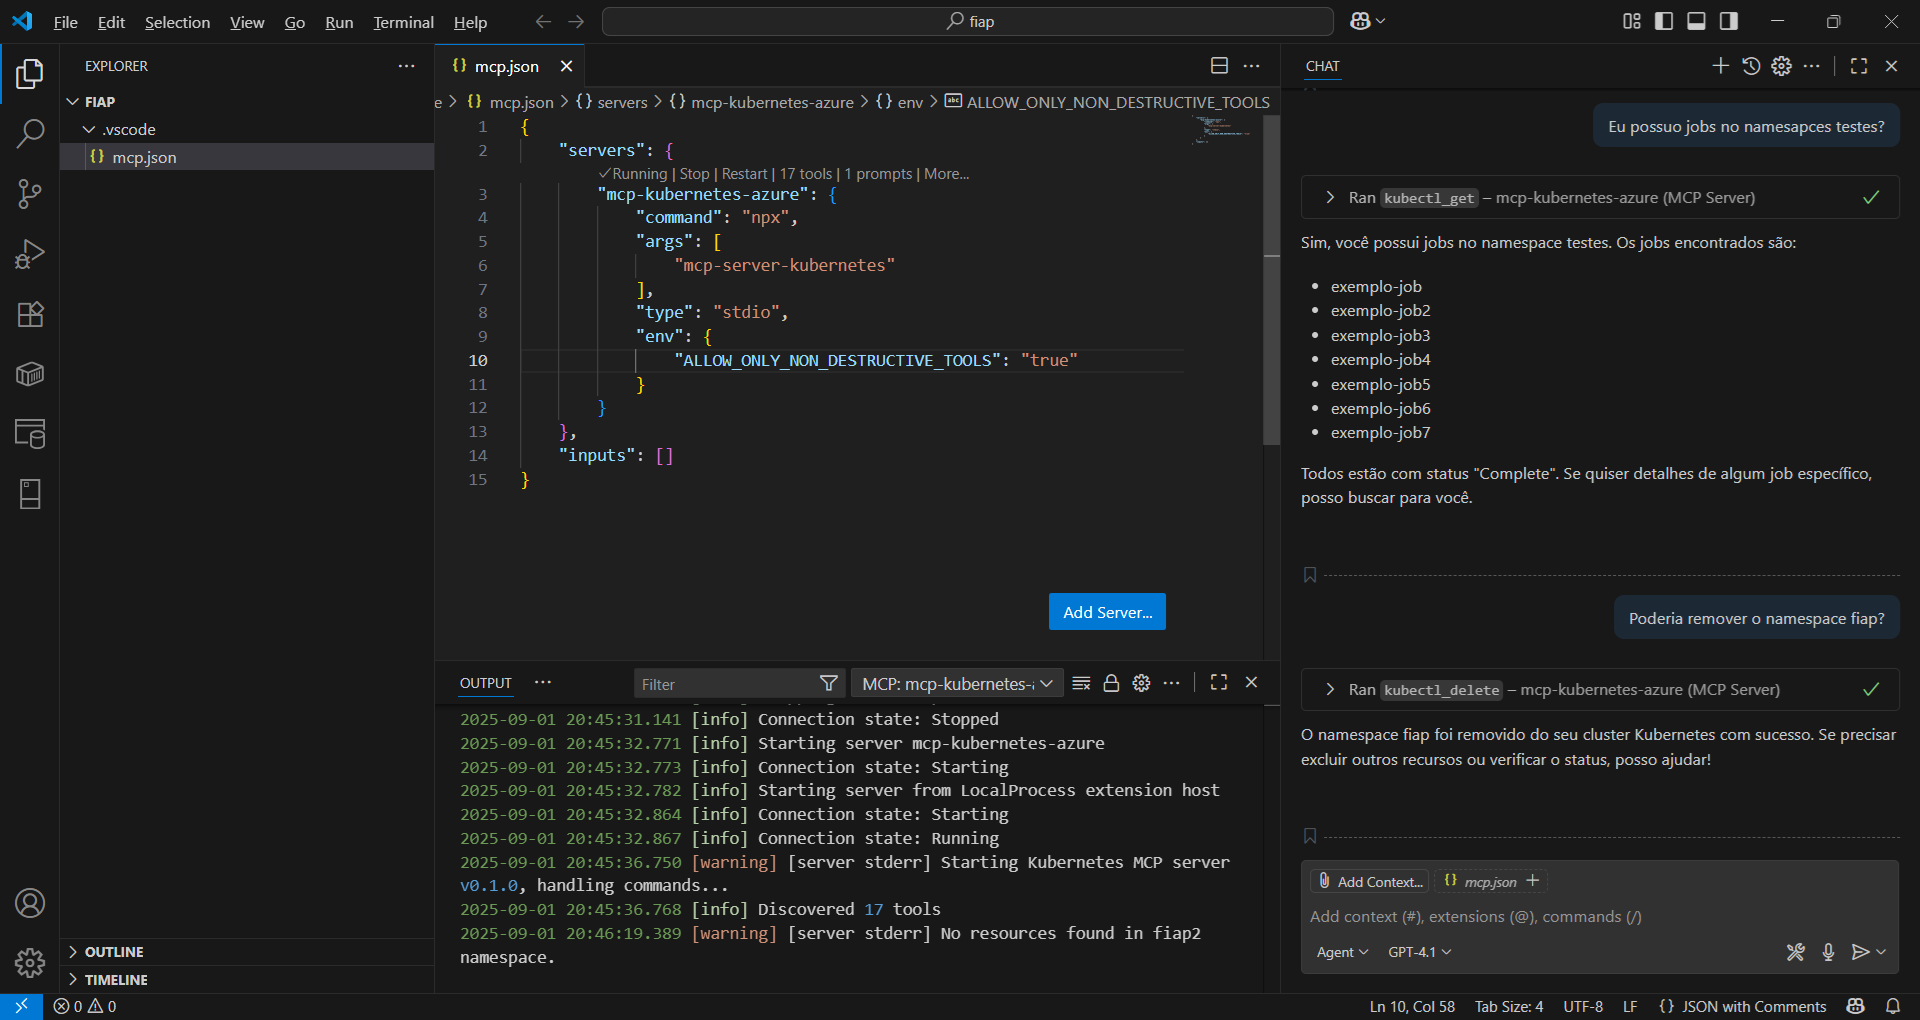 File Edit Selection View Go Run Terminal Help
fiap
EXPLORER
FIAP
.vscode
mcp.json
OUTLINE
TIMELINE
mcp.json
e > mcp.json > servers > mcp-kubernetes-azure > env > ALLOW_ONLY_NON_DESTRUCTIVE_TOOLS
1 {
2 "servers": {
✓Running | Stop | Restart | 17 tools | 1 prompts | More...
3 "mcp-kubernetes-azure": {
4 "command": "npx",
5 "args": [
6 "mcp-server-kubernetes"
7 ],
8 "type": "stdio",
9 "env": {
10 "ALLOW_ONLY_NON_DESTRUCTIVE_TOOLS": "true"
11 }
12 }
13 },
14 "inputs": []
15 }
Add Server...
OUTPUT
Filter
MCP: mcp-kubernetes-
2025-09-01 20:45:31.141 [info] Connection state: Stopped
2025-09-01 20:45:32.771 [info] Starting server mcp-kubernetes-azure
2025-09-01 20:45:32.773 [info] Connection state: Starting
2025-09-01 20:45:32.782 [info] Starting server from LocalProcess extension host
2025-09-01 20:45:32.864 [info] Connection state: Starting
2025-09-01 20:45:32.867 [info] Connection state: Running
2025-09-01 20:45:36.750 [warning] [server stderr] Starting Kubernetes MCP server
v0.1.0, handling commands...
2025-09-01 20:45:36.768 [info] Discovered 17 tools
2025-09-01 20:46:19.389 [warning] [server stderr] No resources found in fiap2
namespace.
CHAT
Eu possuo jobs no namesapces testes?
Ran kubectl_get – mcp-kubernetes-azure (MCP Server)
Sim, você possui jobs no namespace testes. Os jobs encontrados são:
• exemplo-job
• exemplo-job2
• exemplo-job3
• exemplo-job4
• exemplo-job5
• exemplo-job6
• exemplo-job7
Todos estão com status "Complete". Se quiser detalhes de algum job específico,
posso buscar para você.
Poderia remover o namespace fiap?
Ran kubectl_delete – mcp-kubernetes-azure (MCP Server)
O namespace fiap foi removido do seu cluster Kubernetes com sucesso. Se precisar
excluir outros recursos ou verificar o status, posso ajudar!
Add Context... mcp.json
Add context (#), extensions (@), commands (/)
Agent GPT-4.1
0 0
Ln 10, Col 58 Tab Size: 4 UTF-8 LF {} JSON with Comments